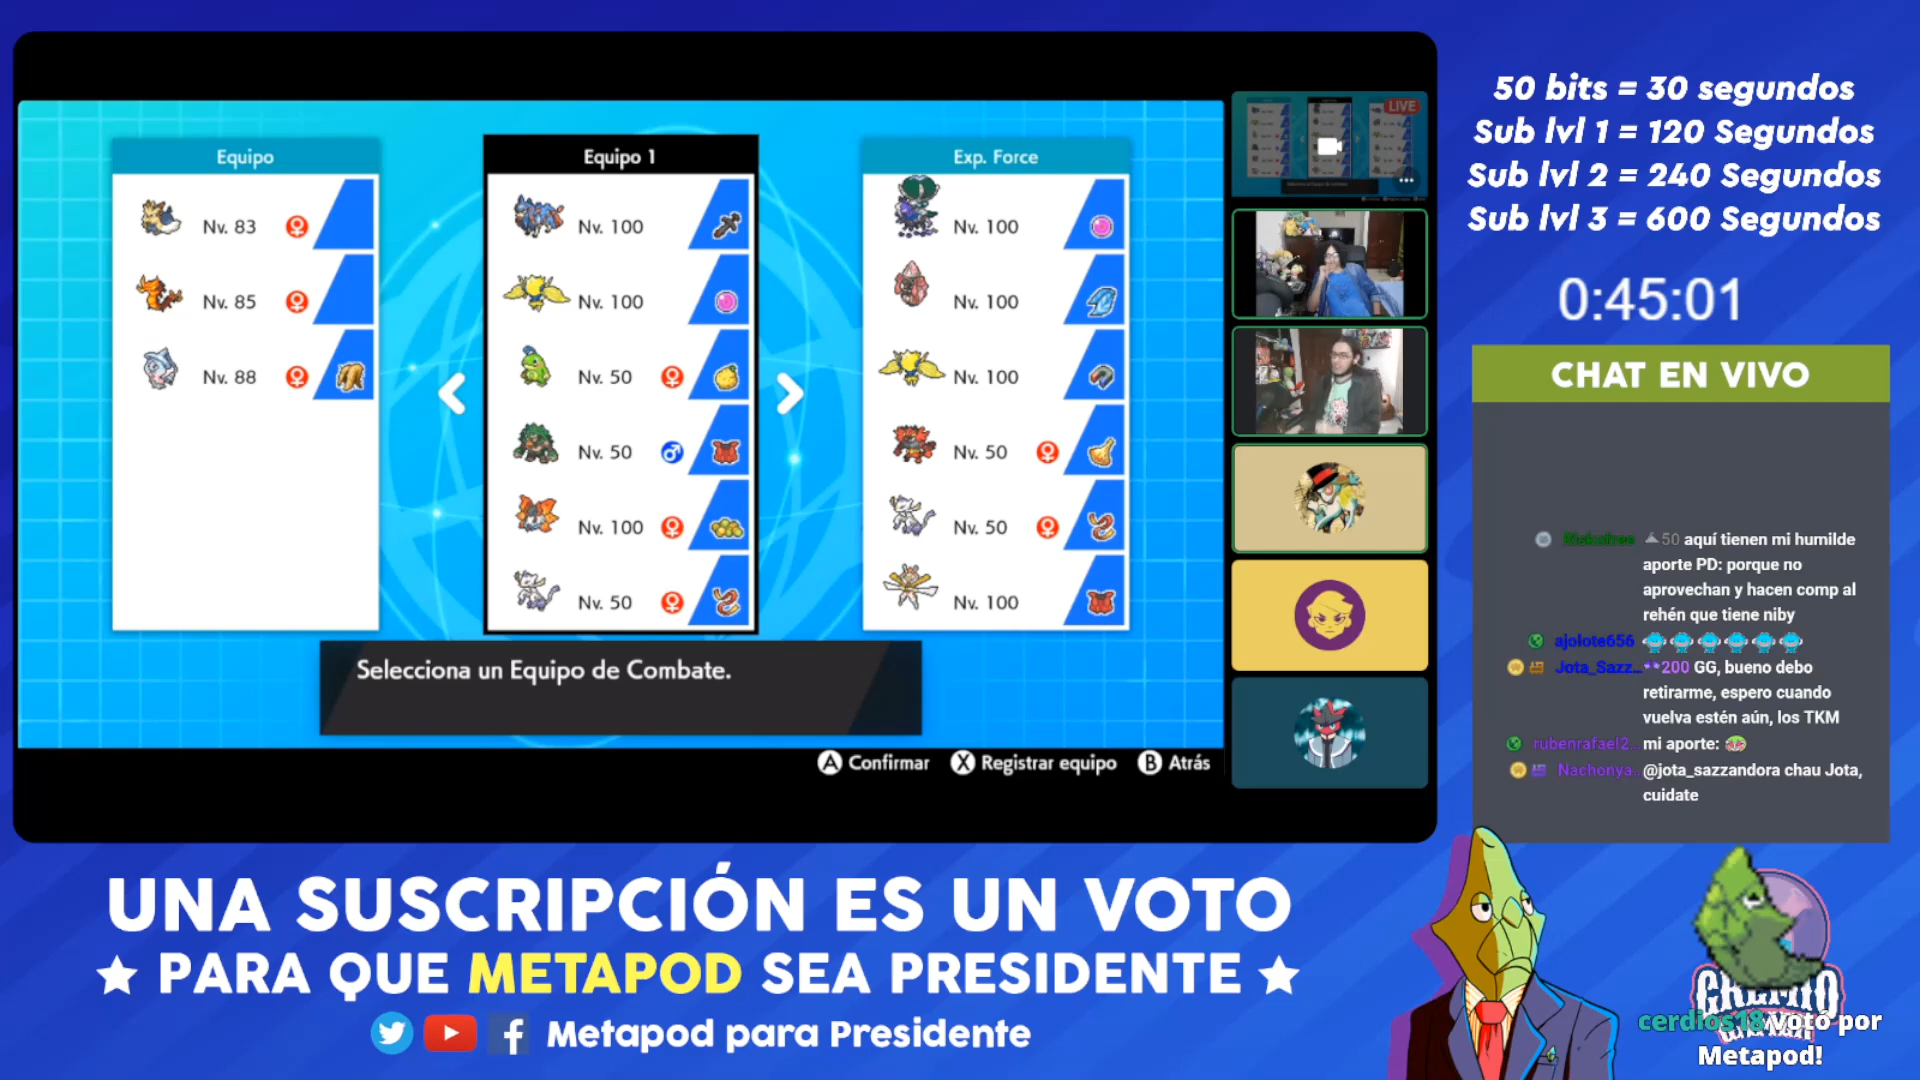 Equipo
Nv. 83
Nv. 85
Nv. 88
Equipo 1
Nv. 100
Nv. 100
Nv. 50
Nv. 50
Nv. 100
Nv. 50
Exp. Force
Nv. 100
Nv. 100
Nv. 100
Nv. 50
Nv. 50
Nv. 100
Selecciona un Equipo de Combate.
A Confirmar X Registrar equipo B Atrás
LIVE
50 bits = 30 segundos
Sub lvl 1 = 120 Segundos
Sub lvl 2 = 240 Segundos
Sub lvl 3 = 600 Segundos
0:45:01
CHAT EN VIVO
50 aquí tienen mi humilde
aporte PD: porque no
aprovechan y hacen comp al
rehén que tiene niby
ajolote656
Jota_Sazz... 200 GG, bueno debo
retirarme, espero cuando
vuelva estén aún, los TKM
rubenrafael2... mi aporte:
Nachonya... @jota_sazzandora chau Jota,
cuidate
UNA SUSCRIPCIÓN ES UN VOTO
PARA QUE METAPOD SEA PRESIDENTE
Metapod para Presidente
cerdios18 votó por
Metapod!